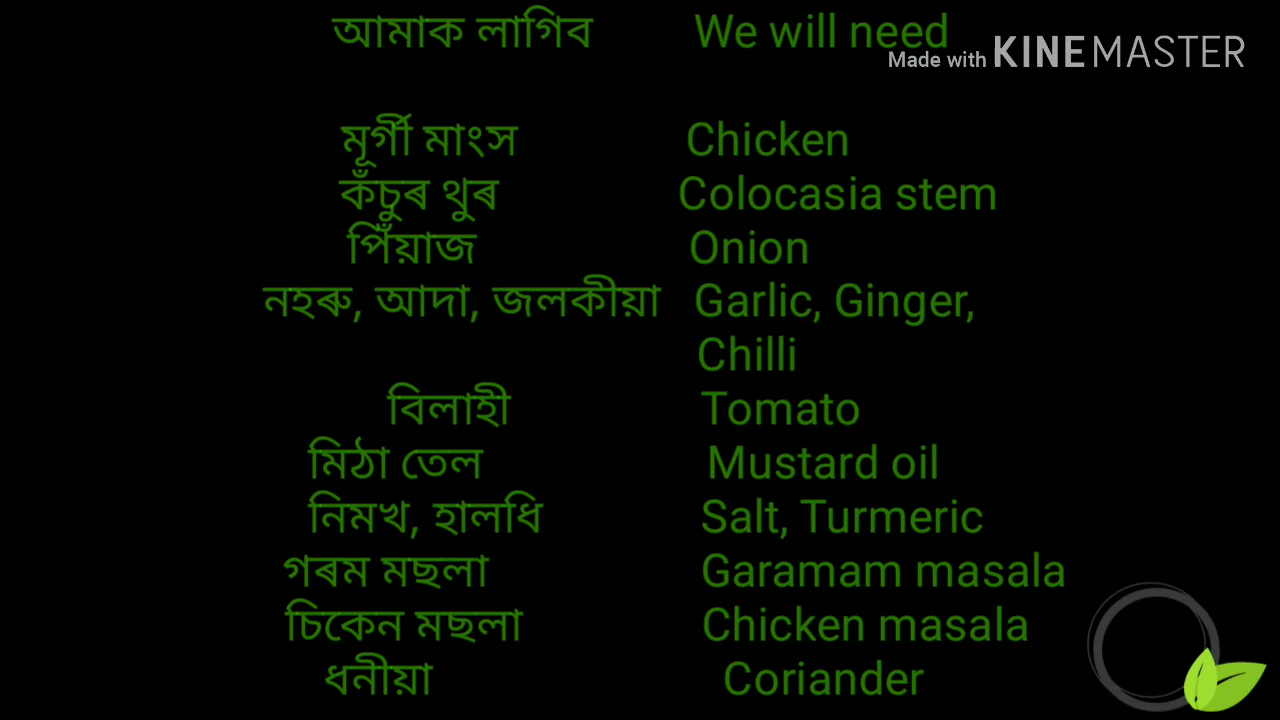 আমাক লাগিব We will need
Made with KINEMASTER
মূৰ্গী মাংস Chicken
কঁচুৰ থুৰ Colocasia stem
পিঁয়াজ Onion
নহৰু, আদা, জলকীয়া Garlic, Ginger,
Chilli
বিলাহী Tomato
মিঠা তেল Mustard oil
নিমখ, হালধি Salt, Turmeric
গৰম মছলা Garamam masala
চিকেন মছলা Chicken masala
ধনীয়া Coriander